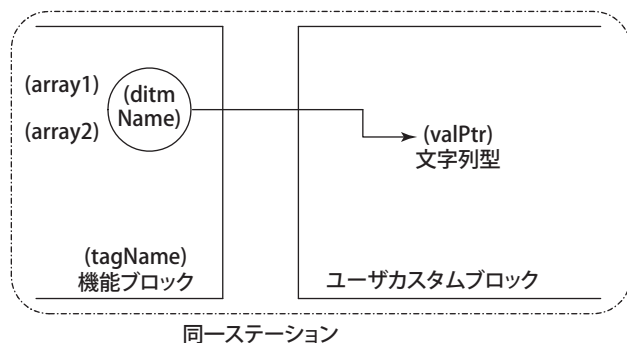 (array1)
(array2)
(ditm
Name)
(valPtr)
文字列型
(tagName)
機能ブロック
ユーザカスタムブロック
同一ステーション